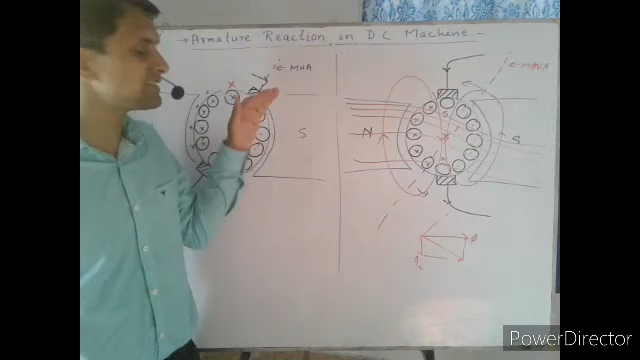 → Armature Reaction in D.C Machine -
← MNA
← MNA
S
N
S
S
N
φ
PowerDirector